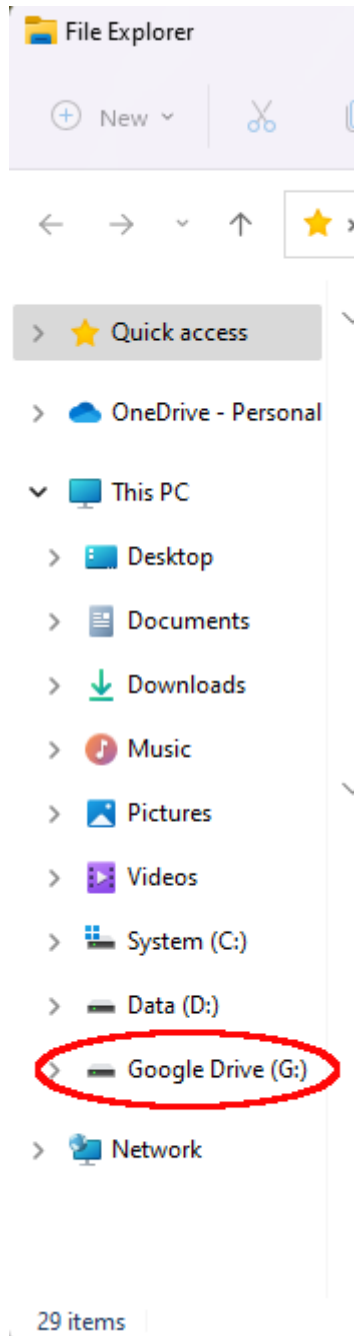 File Explorer
New
Quick access
OneDrive - Personal
This PC
Desktop
Documents
Downloads
Music
Pictures
Videos
System (C:)
Data (D:)
Google Drive (G:)
Network
29 items